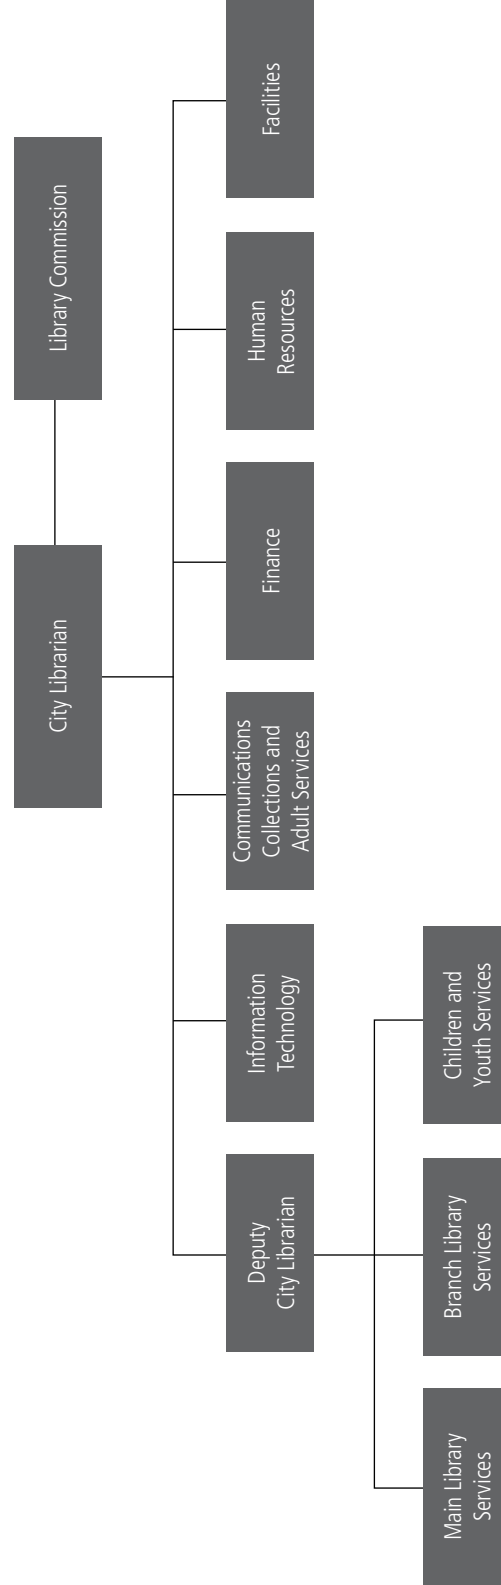 City Librarian
Library Commission
Deputy
City Librarian
Information
Technology
Communications
Collections and
Adult Services
Finance
Human
Resources
Facilities
Main Library
Services
Branch Library
Services
Children and
Youth Services